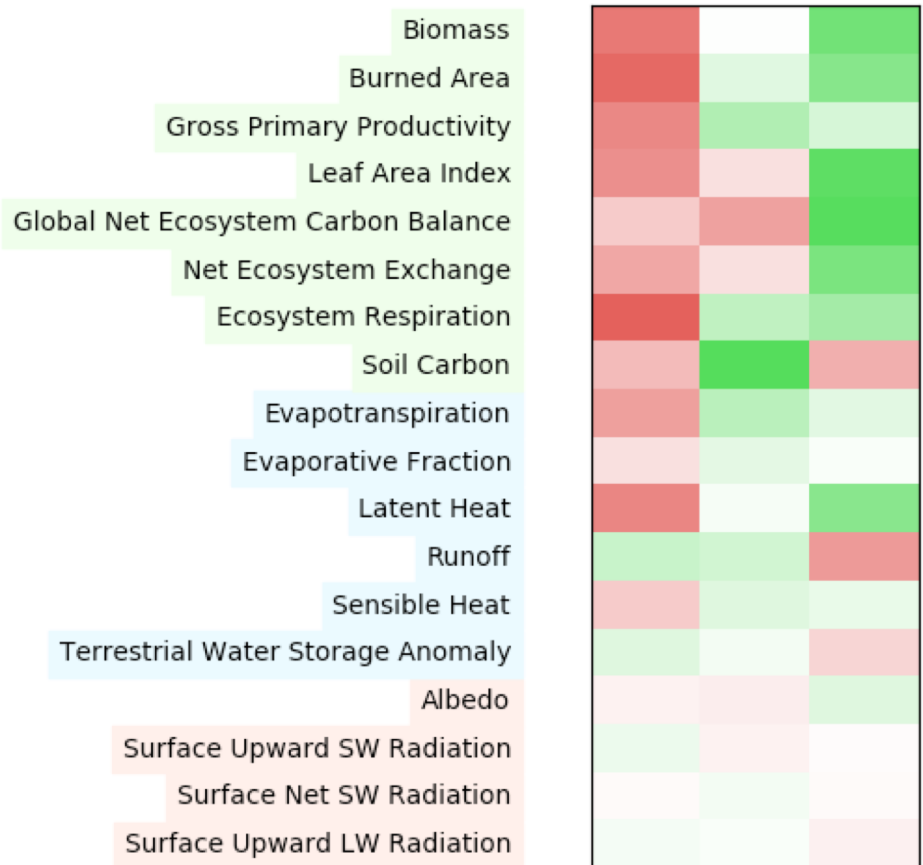 Biomass
Burned Area
Gross Primary Productivity
Leaf Area Index
Global Net Ecosystem Carbon Balance
Net Ecosystem Exchange
Ecosystem Respiration
Soil Carbon
Evapotranspiration
Evaporative Fraction
Latent Heat
Runoff
Sensible Heat
Terrestrial Water Storage Anomaly
Albedo
Surface Upward SW Radiation
Surface Net SW Radiation
Surface Upward LW Radiation